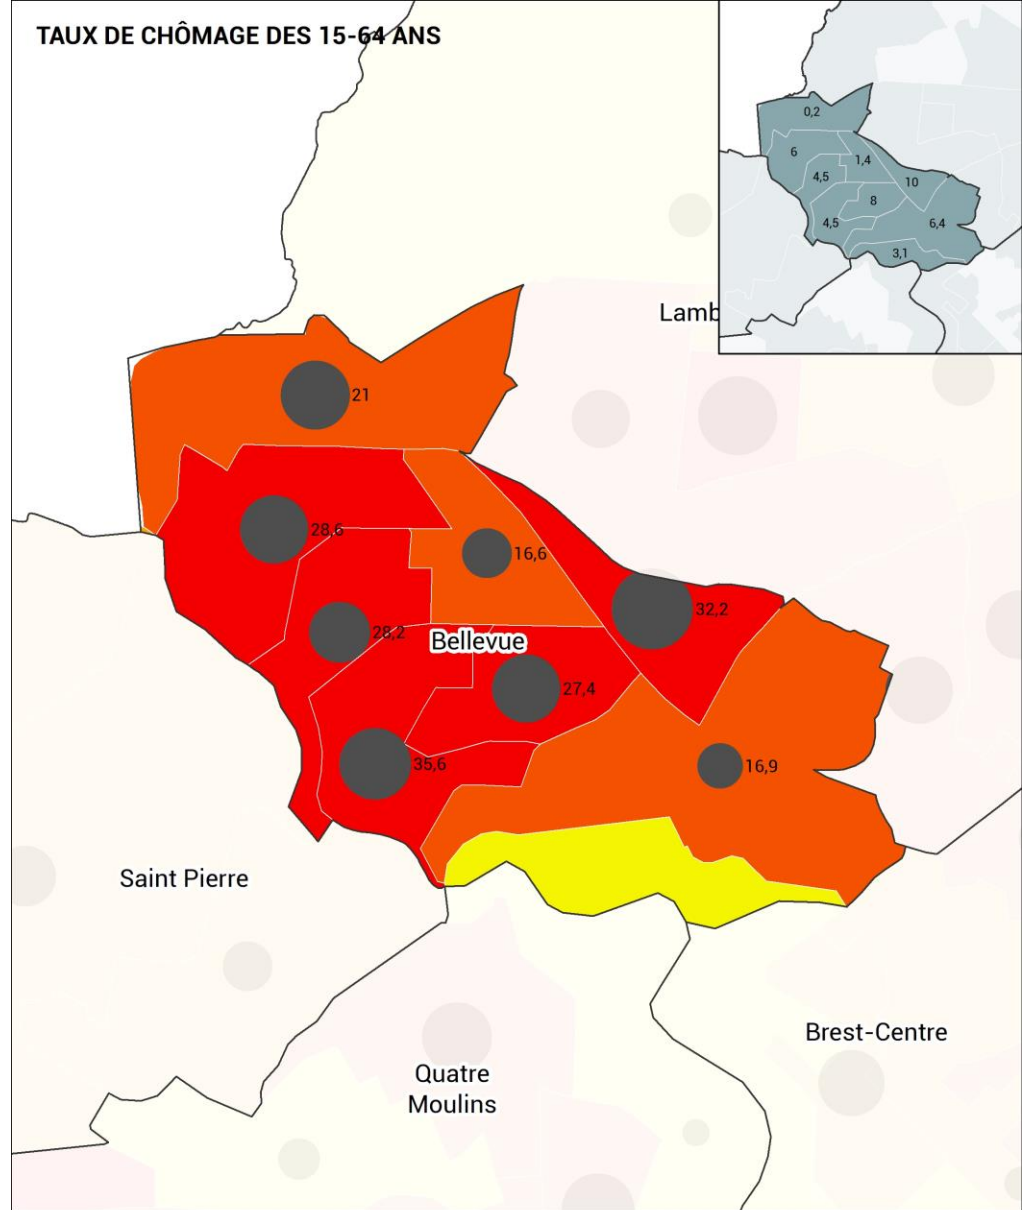 TAUX DE CHÔMAGE DES 15-64 ANS
0,2
6
1,4
4,5
10
8
4,5
6,4
3,1
Lamb
21
28,6
16,6
32,2
28,2
Bellevue
27,4
35,6
16,9
Saint Pierre
Brest-Centre
Quatre
Moulins